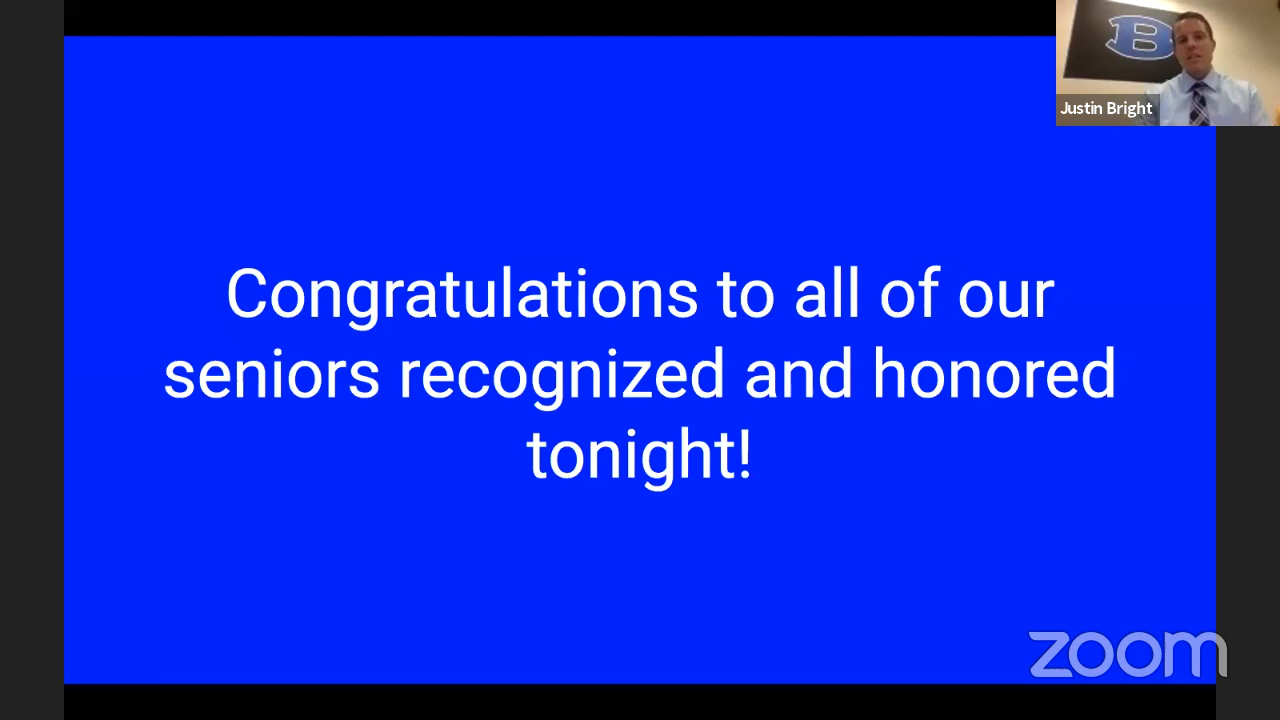 B
Justin Bright
Congratulations to all of our
seniors recognized and honored
tonight!
zoom